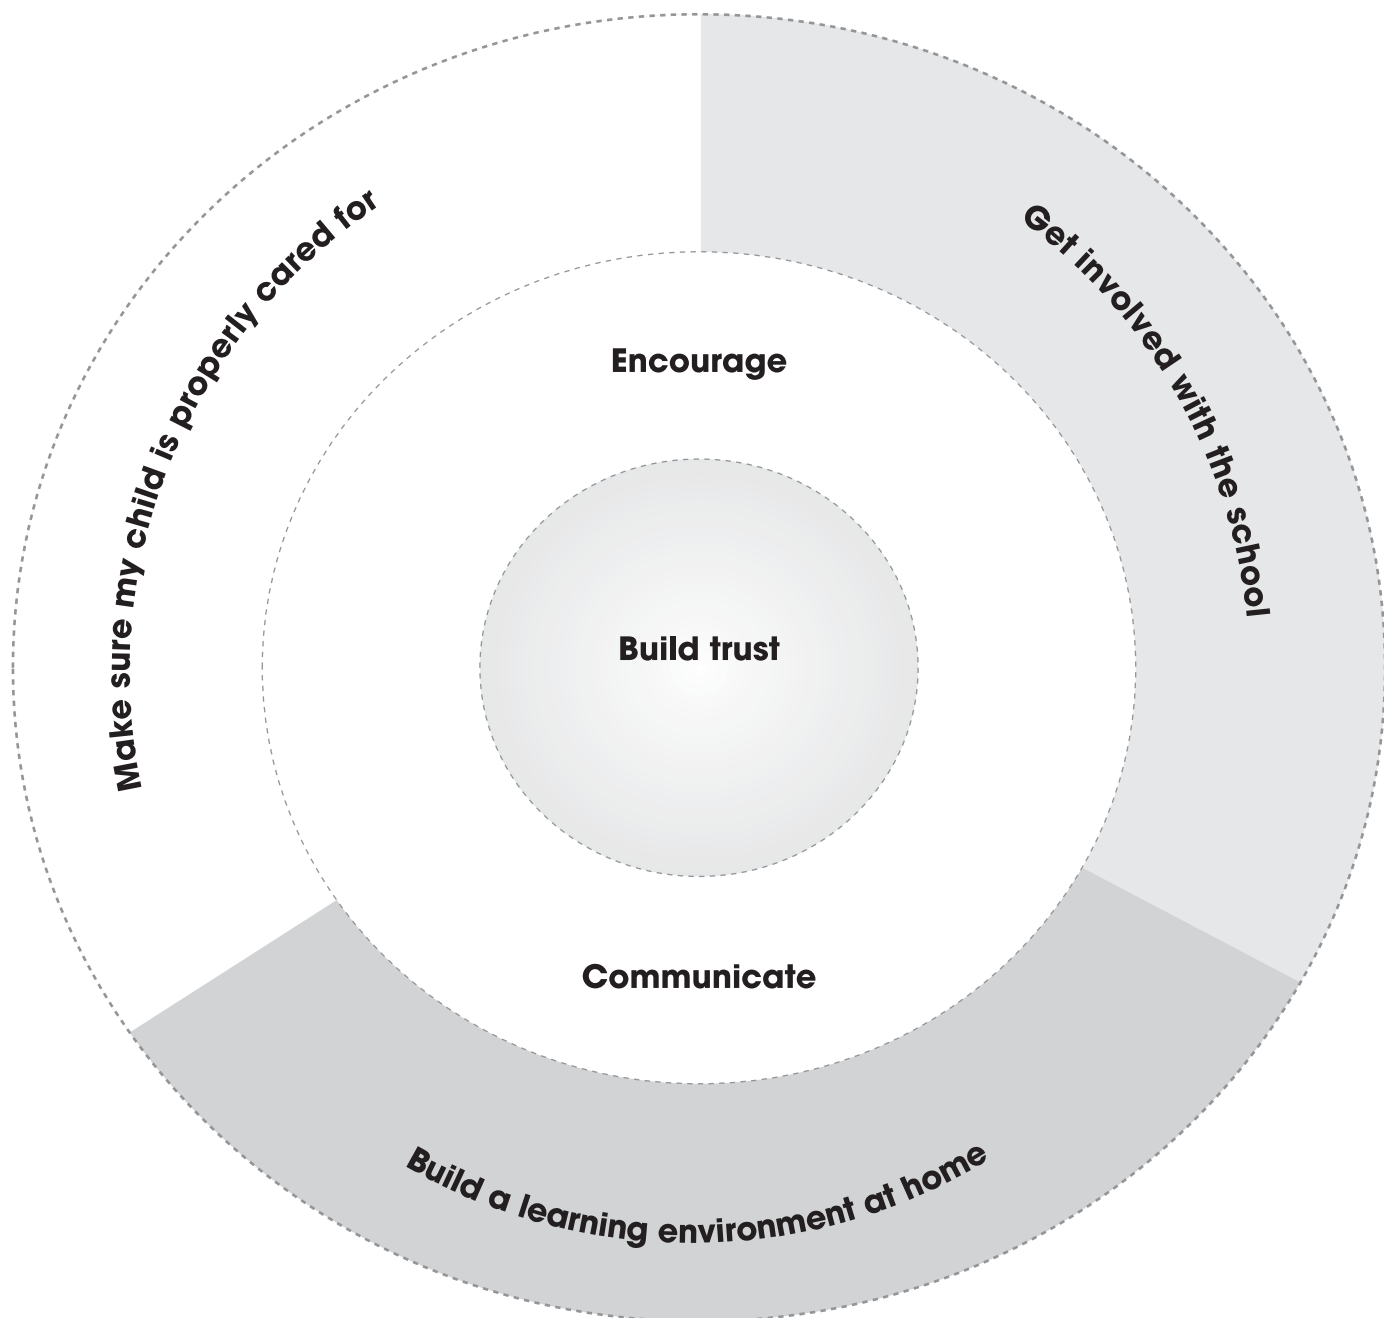 Make sure my child is properly cared for
Get involved with the school
Encourage
Build trust
Communicate
Build a learning environment at home